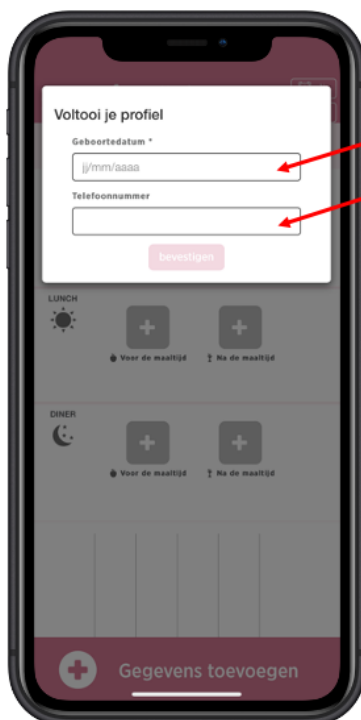 Voltooi je profiel
Geboortedatum *
jj/mm/aaaa
Telefoonnummer
bevestigen
LUNCH
Voor de maaltijd Na de maaltijd
DINER
Voor de maaltijd Na de maaltijd
Gegevens toevoegen